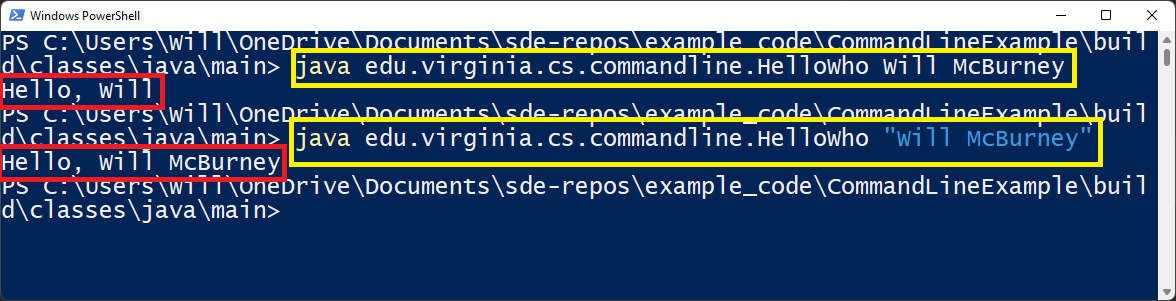 Windows PowerShell
PS C:\Users\Will\OneDrive\Documents\sde-repos\example_code\CommandLineExample\buil
d\classes\java\main> java edu.virginia.cs.commandline.HelloWho Will McBurney
Hello, Will
PS C:\Users\Will\OneDrive\Documents\sde-repos\example_code\CommandLineExample\buil
d\classes\java\main> java edu.virginia.cs.commandline.HelloWho "Will McBurney"
Hello, Will McBurney
PS C:\Users\Will\OneDrive\Documents\sde-repos\example_code\CommandLineExample\buil
d\classes\java\main>